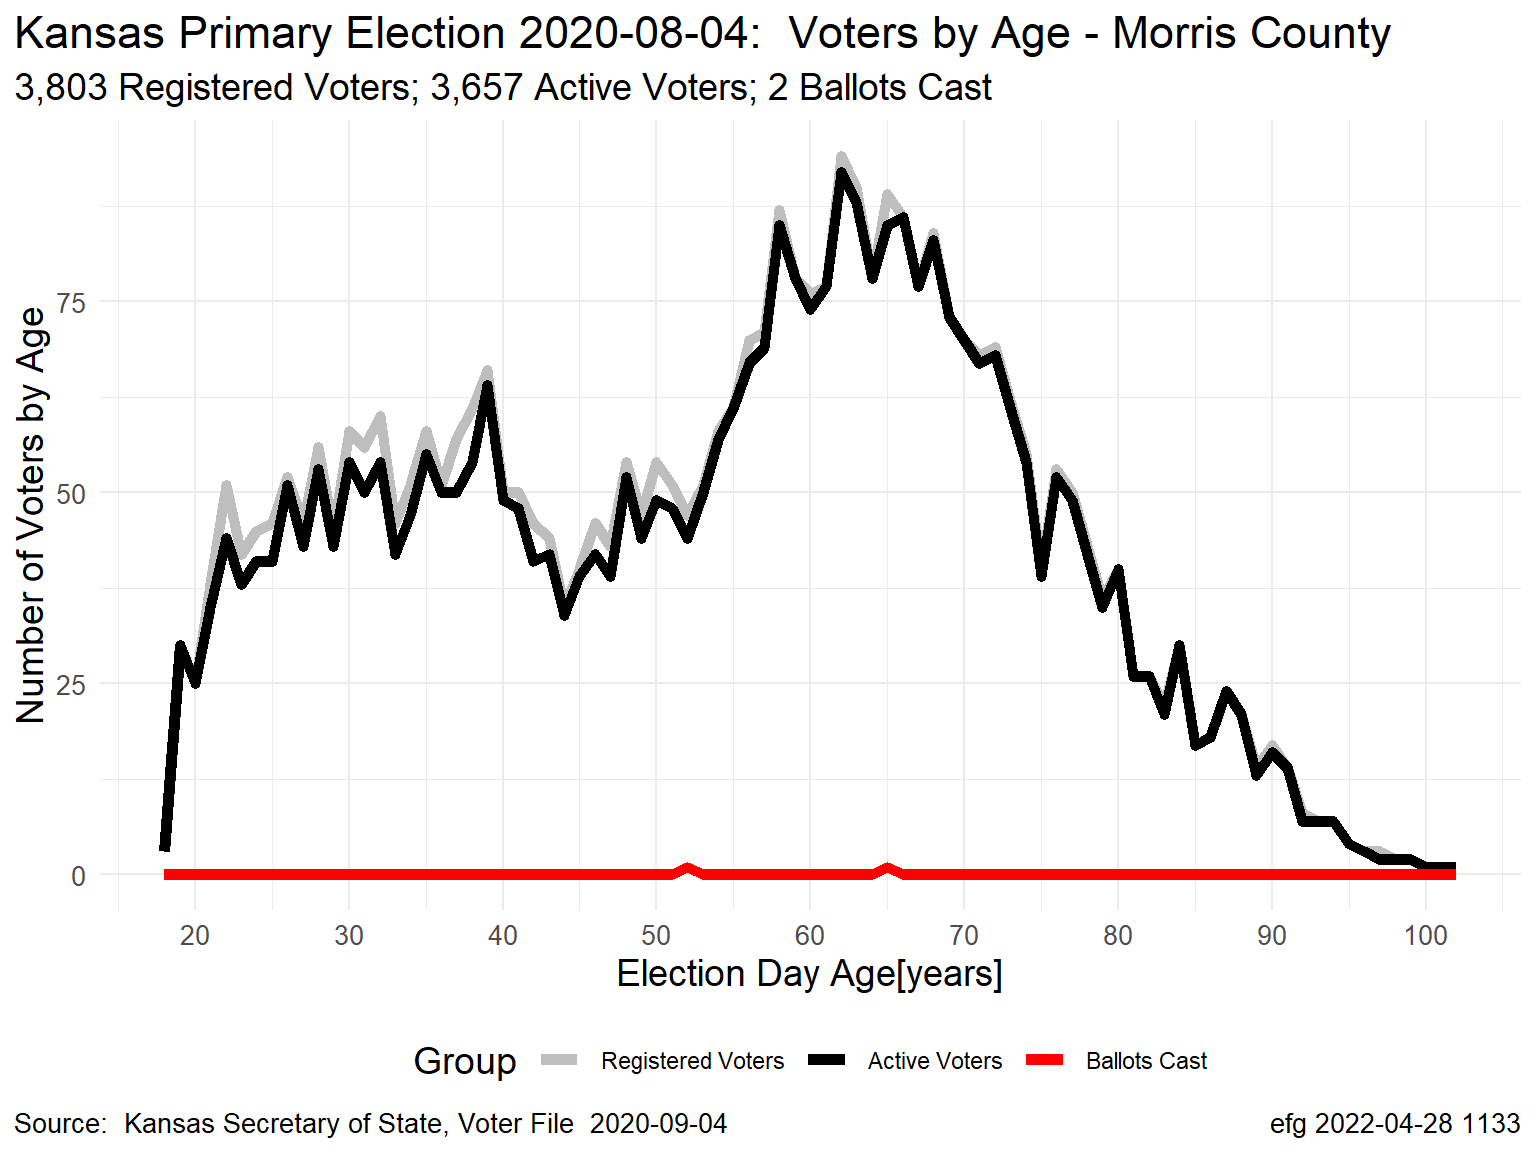 Kansas Primary Election 2020-08-04:  Voters by Age - Morris County
3,803 Registered Voters; 3,657 Active Voters; 2 Ballots Cast
Number of Voters by Age
75
50
25
0
20 30 40 50 60 70 80 90 100
Election Day Age[years]
Group Registered Voters Active Voters Ballots Cast
Source:  Kansas Secretary of State, Voter File  2020-09-04 efg 2022-04-28 1133